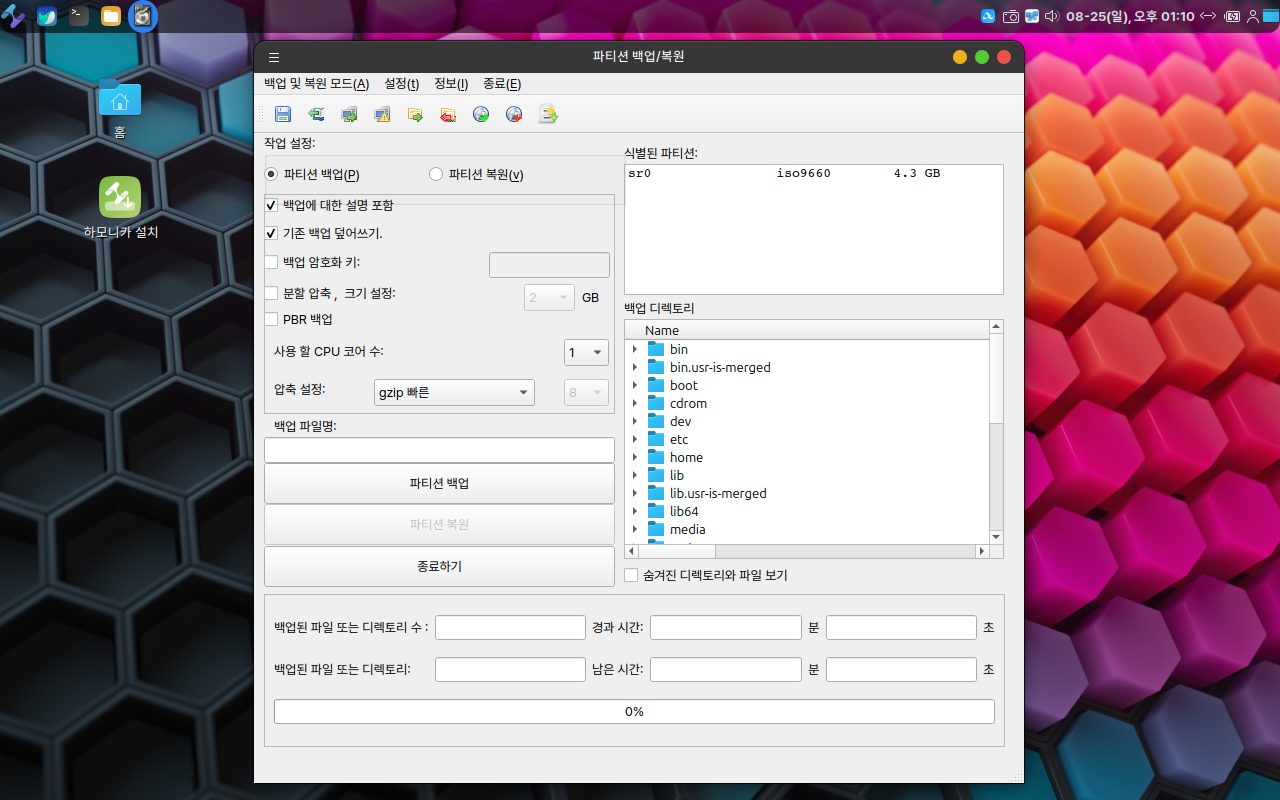 08-25(일), 오후 01:10
홈
하모니카 설치
파티션 백업/복원
백업 및 복원 모드(A) 설정(t) 정보(I) 종료(E)
작업 설정:
파티션 백업(P) 파티션 복원(v)
백업에 대한 설명 포함
기존 백업 덮어쓰기.
백업 암호화 키:
분할 압축 , 크기 설정: 2 GB
PBR 백업
사용 할 CPU 코어 수: 1
압축 설정: gzip 빠른 8
백업 파일명:
파티션 백업
파티션 복원
종료하기
식별된 파티션:
sr0 iso9660 4.3 GB
백업 디렉토리
Name
bin
bin.usr-is-merged
boot
cdrom
dev
etc
home
lib
lib.usr-is-merged
lib64
media
숨겨진 디렉토리와 파일 보기
백업된 파일 또는 디렉토리 수 : 경과 시간: 분 초
백업된 파일 또는 디렉토리: 남은 시간: 분 초
0%